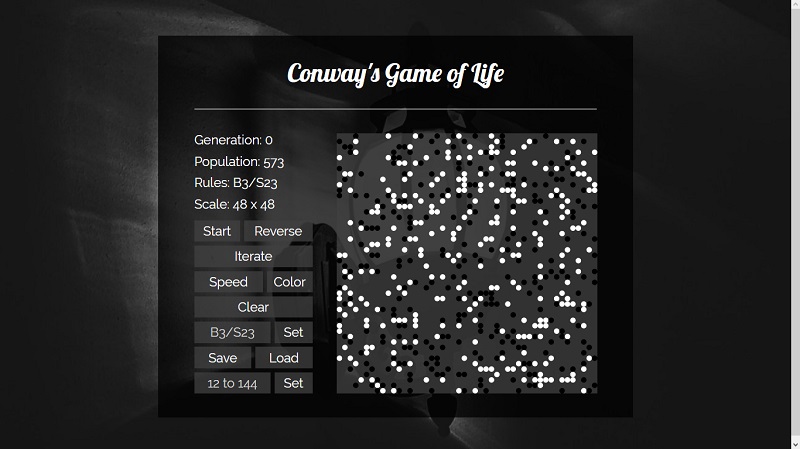 Conway's Game of Life
Generation: 0
Population: 573
Rules: B3/S23
Scale: 48 x 48
Start Reverse
Iterate
Speed Color
Clear
B3/S23 Set
Save Load
12 to 144 Set